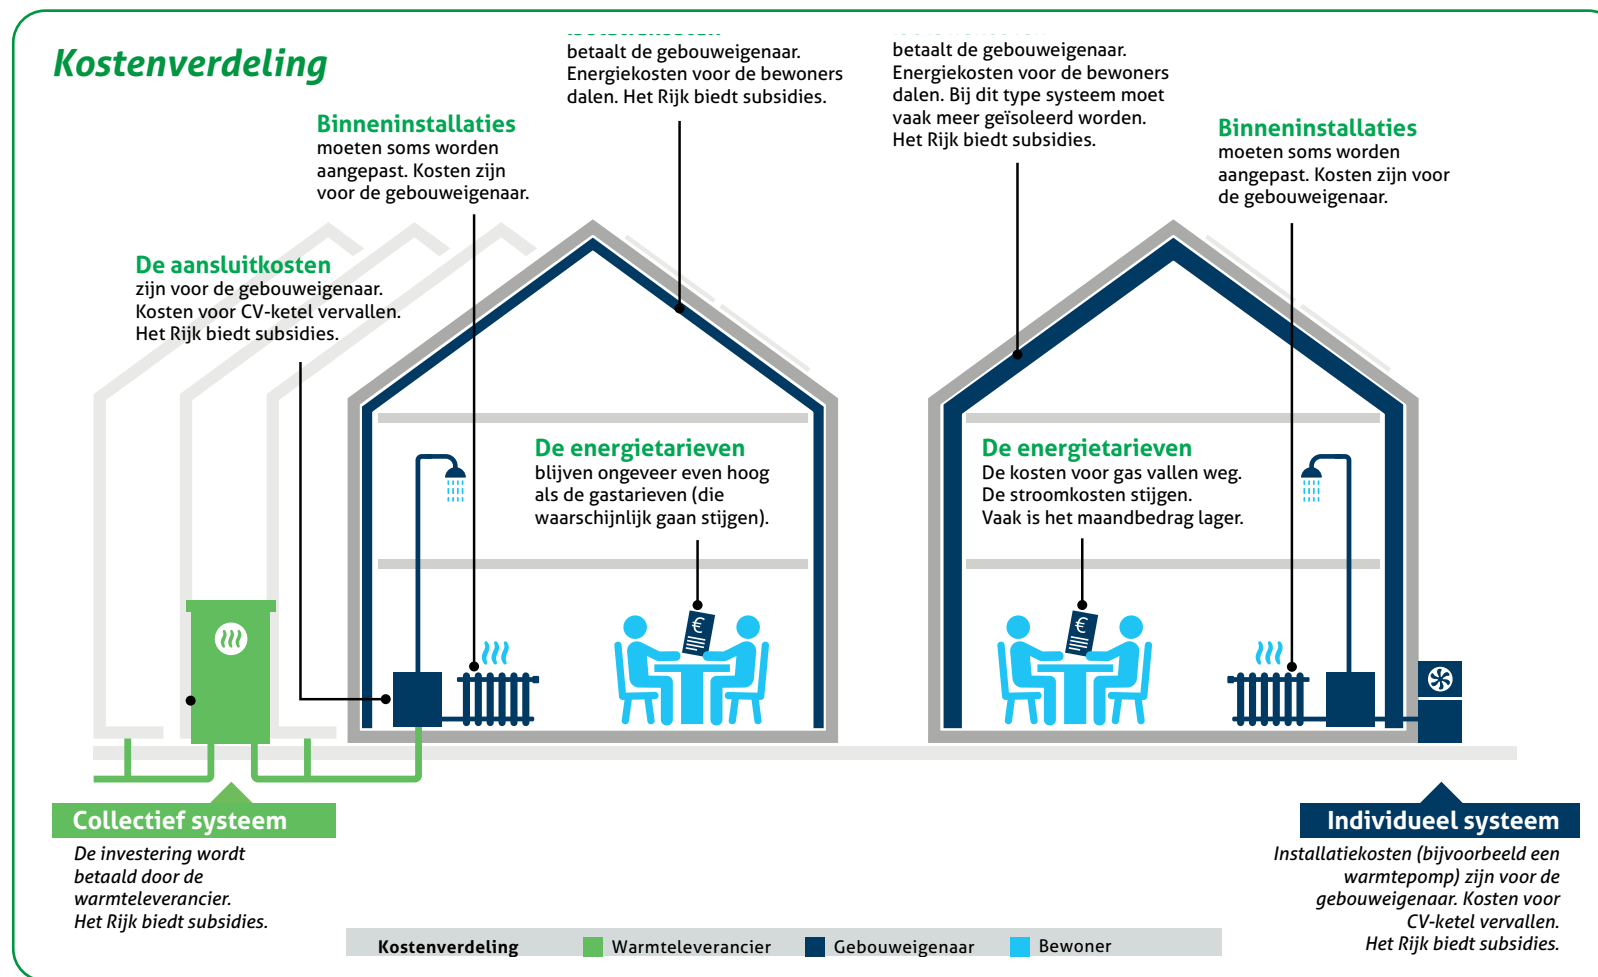 Kostenverdeling
betaalt de gebouweigenaar.
Energiekosten voor de bewoners
dalen. Het Rijk biedt subsidies.
betaalt de gebouweigenaar.
Energiekosten voor de bewoners
dalen. Bij dit type systeem moet
vaak meer geïsoleerd worden.
Het Rijk biedt subsidies.
Binneninstallaties
moeten soms worden
aangepast. Kosten zijn
voor de gebouweigenaar.
Binneninstallaties
moeten soms worden
aangepast. Kosten zijn voor
de gebouweigenaar.
De aansluitkosten
zijn voor de gebouweigenaar.
Kosten voor CV-ketel vervallen.
Het Rijk biedt subsidies.
De energietarieven
blijven ongeveer even hoog
als de gastarieven (die
waarschijnlijk gaan stijgen).
De energietarieven
De kosten voor gas vallen weg.
De stroomkosten stijgen.
Vaak is het maandbedrag lager.
€
€
Collectief systeem
De investering wordt
betaald door de
warmteleverancier.
Het Rijk biedt subsidies.
Individueel systeem
Installatiekosten (bijvoorbeeld een
warmtepomp) zijn voor de
gebouweigenaar. Kosten voor
CV-ketel vervallen.
Het Rijk biedt subsidies.
Kostenverdeling Warmteleverancier Gebouweigenaar Bewoner